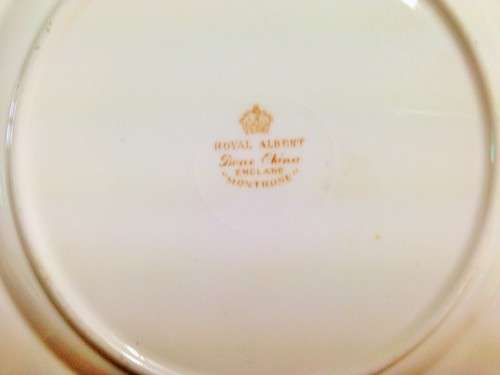 ROYAL ALBERT
Bone China
ENGLAND
"MONTROSE"